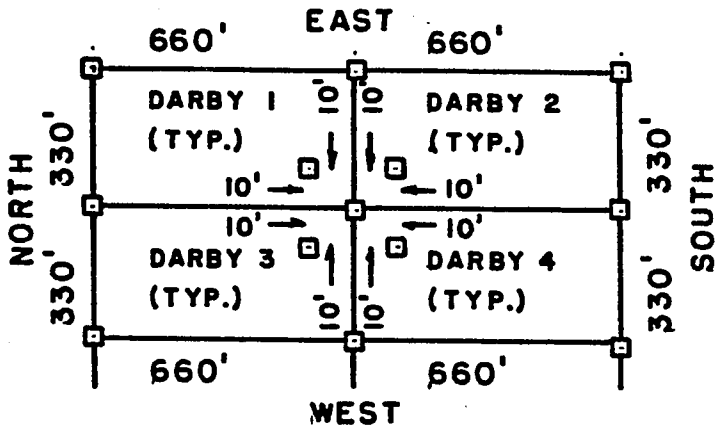 EAST
660' 660'
DARBY 1 10' 10' DARBY 2
(TYP.) (TYP.)
330' 330'
10' 10'
NORTH SOUTH
10' 10'
DARBY 3 DARBY 4
(TYP.) (TYP.)
330' 10' 10' 330'
660' 660'
WEST